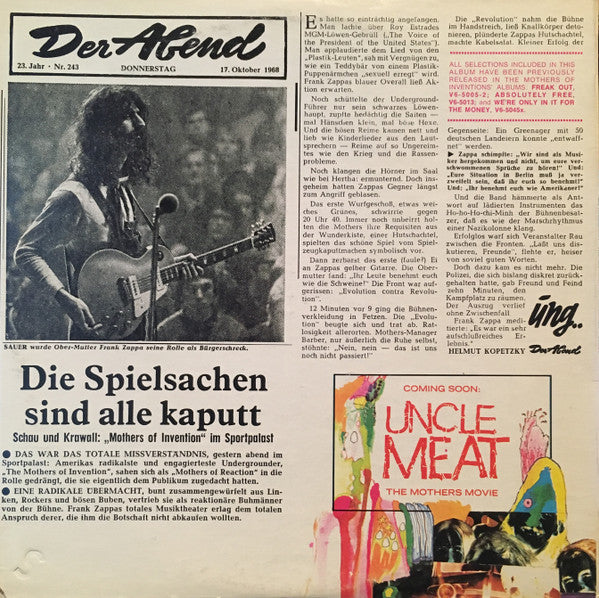 Der Abend
23. Jahr · Nr. 243
DONNERSTAG
17. Oktober 1968
SAUER wurde Ober-Mutter Frank Zappa seine Rolle als Bürgerschreck.
Die Spielsachen
sind alle kaputt
Schau und Krawall: „Mothers of Invention" im Sportpalast
● DAS WAR DAS TOTALE MISSVERSTÄNDNIS, gestern abend im
Sportpalast: Amerikas radikalste und engagierteste Undergrounder,
„The Mothers of Invention", sahen sich als „Mothers of Reaction" in die
Rolle gedrängt, die sie eigentlich dem Publikum zugedacht hatten.
● EINE RADIKALE ÜBERMACHT, bunt zusammengewürfelt aus Lin-
ken, Rockers und bösen Buben, vertrieb sie als reaktionäre Buhmänner
von der Bühne. Frank Zappas totales Musiktheater erlag dem totalen
Anspruch derer, die ihm die Botschaft nicht abkaufen wollten.
Es hatte so einträchtig angefangen.
Man lachte über Roy Estrades
MGM-Löwen-Gebrüll („The Voice of
the President of the United States").
Man applaudierte dem Lied von den
„Plastik-Leuten", sah mit Vergnügen zu,
wie ein Teddybär von einem Plastik-
Puppenärmchen „sexuell erregt" wird.
Frank Zappas blauer Overall ließ Ak-
tion erwarten.
Noch schüttelte der Underground-
Führer nur sein schwarzes Löwen-
haupt, zupfte bedächtig die Saiten —
mal Hänschen klein, mal böse Hexe.
Und die bösen Reime kamen nett und
lieb wie Kinderlieder aus den Laut-
sprechern — Reime auf so Ungereim-
tes wie den Krieg und die Rassen-
probleme.
Noch klangen die Hörner im Saal
wie bei Hertha: ermunternd. Doch ins-
geheim hatten Zappas Gegner längst
zum Angriff geblasen.
Das erste Wurfgeschoß, etwas wei-
ches Grünes, schwirrte gegen
20 Uhr 40. Immer noch unbeirrt hol-
ten die Mothers ihre Requisiten aus
der Wunderkiste, einer Hutschachtel,
spielten das schöne Spiel vom Spiel-
zeugkaputtmachen symbolisch vor.
Dann zerbarst das erste (faule?) Ei
an Zappas gelber Gitarre. Die Ober-
mutter fand: „Ihr Leute benehmt euch
wie die Schweine!" Die Front war auf-
gerissen: „Evolution contra Revolu-
tion".
12 Minuten vor 9 ging die Bühnen-
verkleidung in Fetzen. Die „Evolu-
tion" beugte sich und trat ab. Ratlo-
sigkeit allerorten. Mothers-Manager
Barber, nur äußerlich die Ruhe selbst,
stöhnte: „Nein, nein — das ist uns
noch nicht passiert!"
Die „Revolution" nahm die Bühne
im Handstreich, ließ Knallkörper deto-
nieren, plünderte Zappas Hutschachtel,
machte Kabelsalat. Kleiner Erfolg der
ALL SELECTIONS INCLUDED IN THIS
ALBUM HAVE BEEN PREVIOUSLY
RELEASED IN THE MOTHERS OF
INVENTIONS' ALBUMS: FREAK OUT,
V6-5005-2; ABSOLUTELY FREE,
V6-5013; and WE'RE ONLY IN IT FOR
THE MONEY, V6-5045x.
Gegenseite: Ein Greenager mit 50
deutschen Landeiern konnte „entwaff-
net" werden.
▶ Zappa schimpfte: „Wir sind als Musi-
ker hergekommen und nicht, um eure ver-
schwommenen Sprüche zu hören!" Und:
„Eure Situation in Berlin muß ja ver-
zweifelt sein, daß ihr euch so benehmt!"
Und: „Ihr benehmt euch wie Amerikaner!"
Und die Band hämmerte als Ant-
wort auf lädierten Instrumenten das
Ho-Ho-Ho-chi-Minh der Bühnenbesat-
zer, daß es wie der Marschrhythmus
einer Nazikolonne klang.
Erfolglos warf sich Veranstalter Rau
zwischen die Fronten. „Laßt uns dis-
kutieren, Freunde", flehte er, heiser
von soviel guten Worten.
Doch dazu kam es nicht mehr. Die
Polizei, die sich bislang diskret zurück-
gehalten hatte, gab Freund und Feind
zehn Minuten, den
Kampfplatz zu räumen.
Der Auszug verlief
ohne Zwischenfall
Frank Zappa medi-
tierte: „Es war ein sehr
aufschlußreiches Er-
lebnis."
HELMUT KOPETZKY
üng..
Der Abend
COMING SOON:
UNCLE
MEAT
THE MOTHERS MOVIE